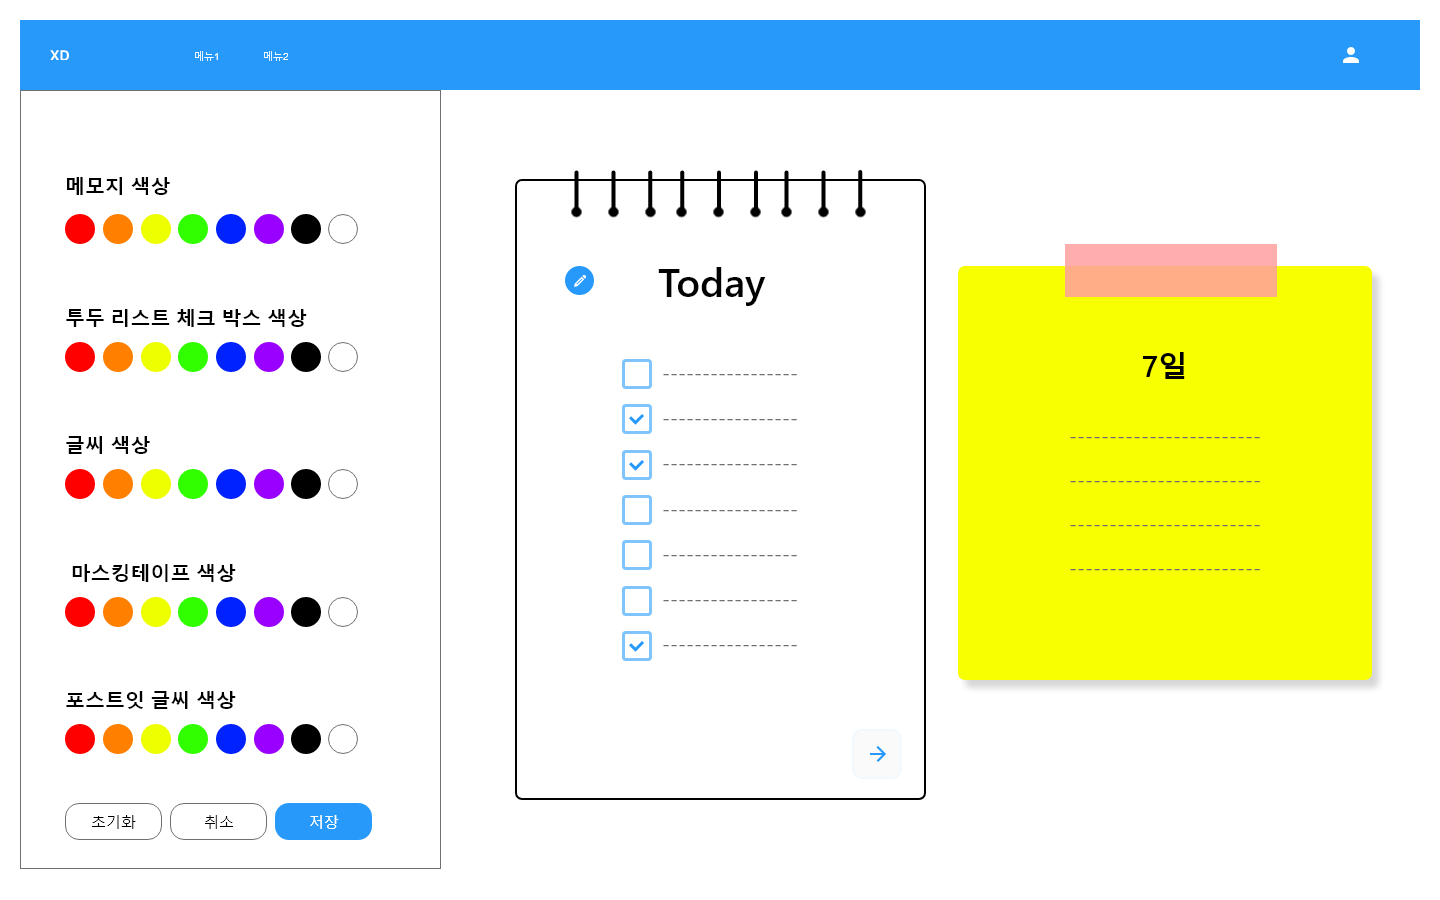 XD
메뉴1
메뉴2
메모지 색상
투두 리스트 체크 박스 색상
글씨 색상
마스킹테이프 색상
포스트잇 글씨 색상
초기화
취소
저장
Today
7일